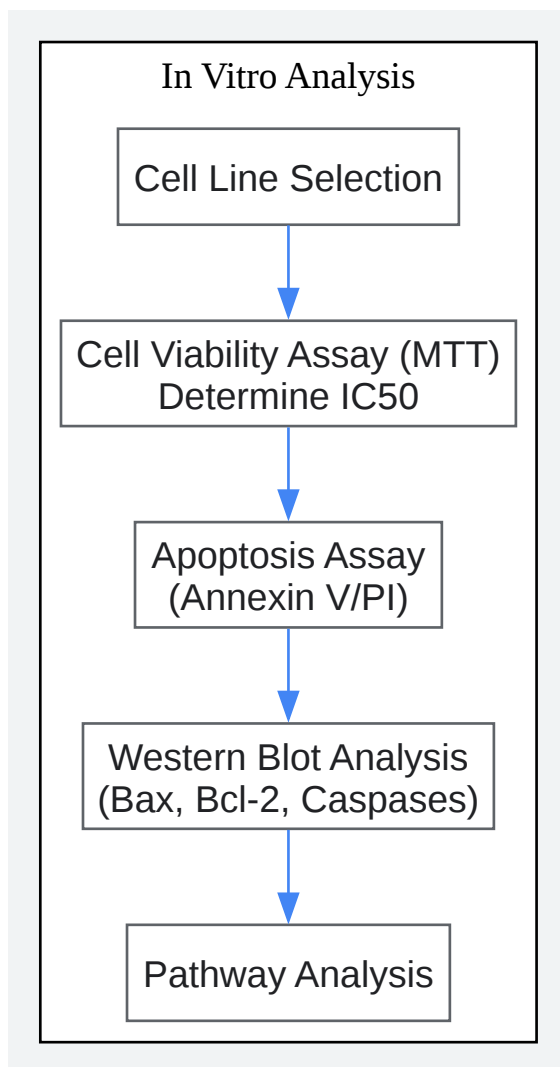 In Vitro Analysis
Cell Line Selection
Cell Viability Assay (MTT)
Determine IC50
Apoptosis Assay
(Annexin V/PI)
Western Blot Analysis
(Bax, Bcl-2, Caspases)
Pathway Analysis